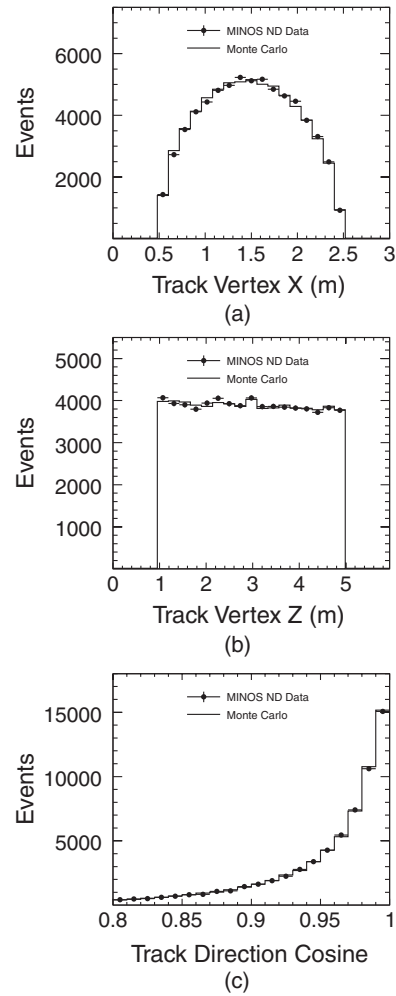 MINOS ND Data
Monte Carlo
6000
4000
2000
Events
0 0.5 1 1.5 2 2.5 3
Track Vertex X (m)
(a)
MINOS ND Data
Monte Carlo
5000
4000
3000
2000
1000
Events
0 1 2 3 4 5
Track Vertex Z (m)
(b)
MINOS ND Data
Monte Carlo
15000
10000
5000
Events
0.8 0.85 0.9 0.95 1
Track Direction Cosine
(c)